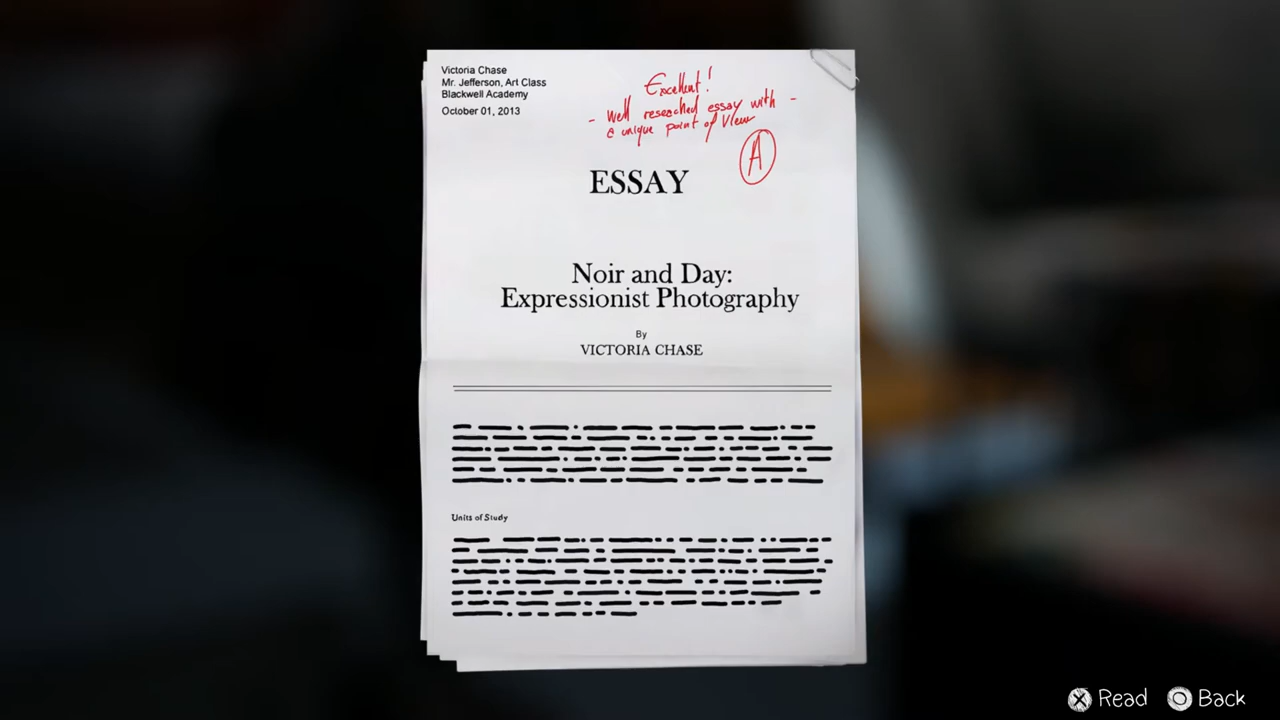 Victoria Chase
Mr. Jefferson, Art Class
Blackwell Academy
October 01, 2013
Excellent!
- Well reseached essay with -
a unique point of View
A
ESSAY
Noir and Day:
Expressionist Photography
By
VICTORIA CHASE
Units of Study
Read Back